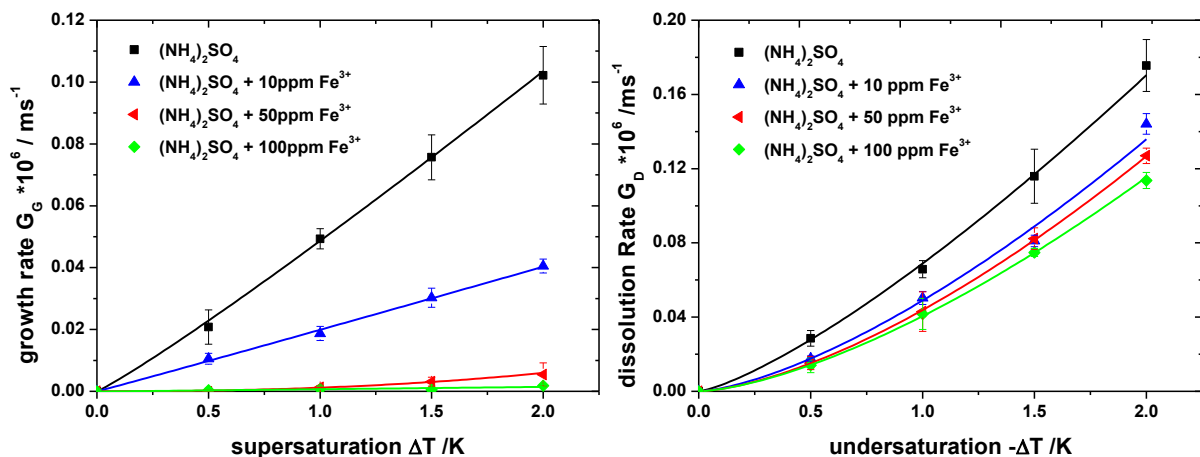 growth rate G_G *10^6 / ms^-1
0.12
0.10
0.08
0.06
0.04
0.02
0.00
(NH₄)₂SO₄
(NH₄)₂SO₄ + 10ppm Fe³⁺
(NH₄)₂SO₄ + 50ppm Fe³⁺
(NH₄)₂SO₄ + 100ppm Fe³⁺
0.0 0.5 1.0 1.5 2.0
supersaturation ΔT /K
dissolution Rate G_D *10^6 /ms^-1
0.20
0.16
0.12
0.08
0.04
0.00
(NH₄)₂SO₄
(NH₄)₂SO₄ + 10 ppm Fe³⁺
(NH₄)₂SO₄ + 50 ppm Fe³⁺
(NH₄)₂SO₄ + 100 ppm Fe³⁺
0.0 0.5 1.0 1.5 2.0
undersaturation -ΔT /K